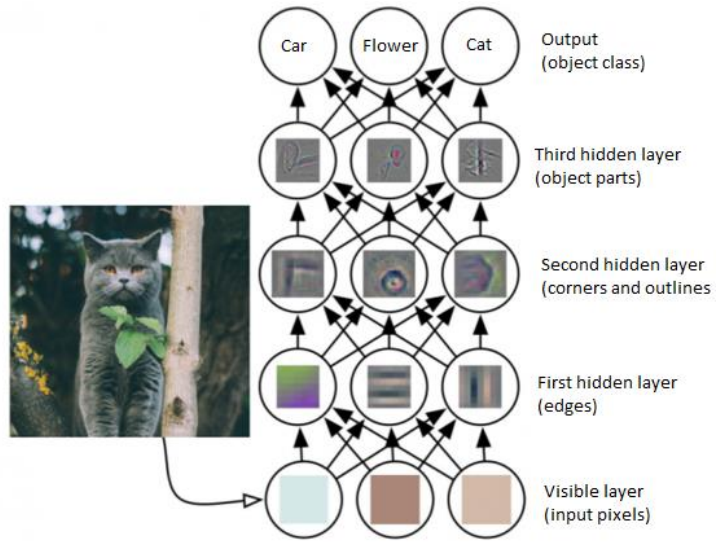 Car
Flower
Cat
Output
(object class)
Third hidden layer
(object parts)
Second hidden layer
(corners and outlines
First hidden layer
(edges)
Visible layer
(input pixels)